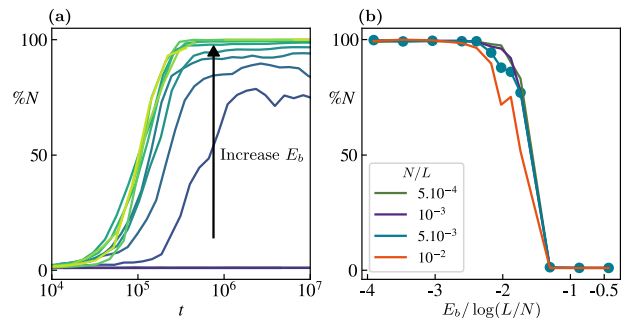 (a)
100
%N
50
0
Increase E_b
10^4
10^5
10^6
10^7
t
(b)
100
%N
50
0
N/L
5.10^-4
10^-3
5.10^-3
10^-2
-4
-3
-2
-1
-0.5
E_b / log(L/N)